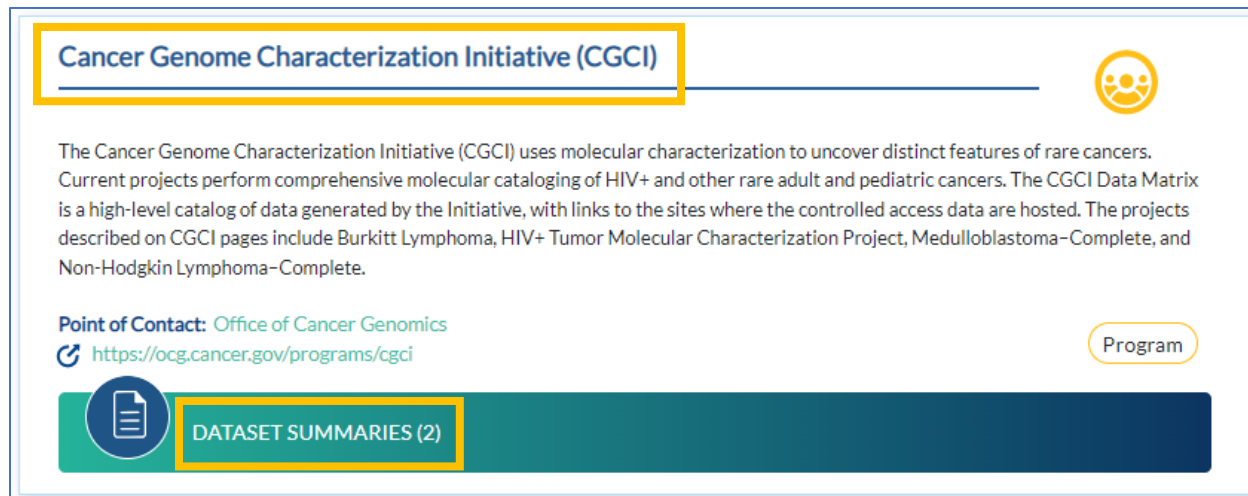 Cancer Genome Characterization Initiative (CGCI)
The Cancer Genome Characterization Initiative (CGCI) uses molecular characterization to uncover distinct features of rare cancers.
Current projects perform comprehensive molecular cataloging of HIV+ and other rare adult and pediatric cancers. The CGCI Data Matrix
is a high-level catalog of data generated by the Initiative, with links to the sites where the controlled access data are hosted. The projects
described on CGCI pages include Burkitt Lymphoma, HIV+ Tumor Molecular Characterization Project, Medulloblastoma–Complete, and
Non-Hodgkin Lymphoma–Complete.
Point of Contact: Office of Cancer Genomics
https://ocg.cancer.gov/programs/cgci
Program
DATASET SUMMARIES (2)